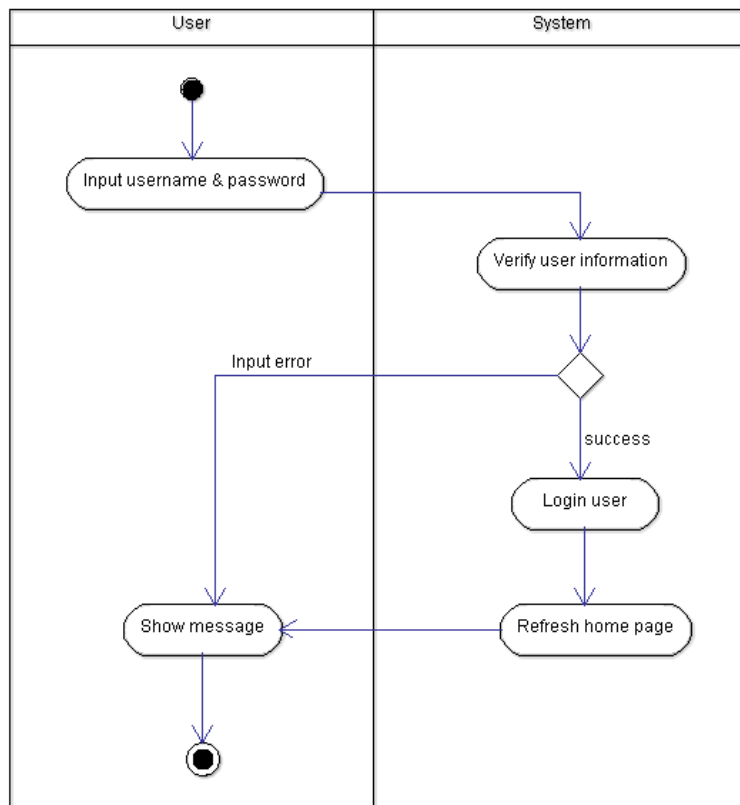 User
System
Input username & password
Verify user information
Input error
success
Login user
Show message
Refresh home page